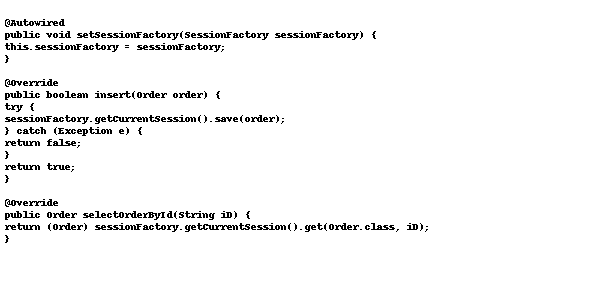 @Autowired
public void setSessionFactory(SessionFactory sessionFactory) {
this.sessionFactory = sessionFactory;
}
@Override
public boolean insert(Order order) {
try {
sessionFactory.getCurrentSession().save(order);
} catch (Exception e) {
return false;
}
return true;
}
@Override
public Order selectOrderById(String iD) {
return (Order) sessionFactory.getCurrentSession().get(Order.class, iD);
}